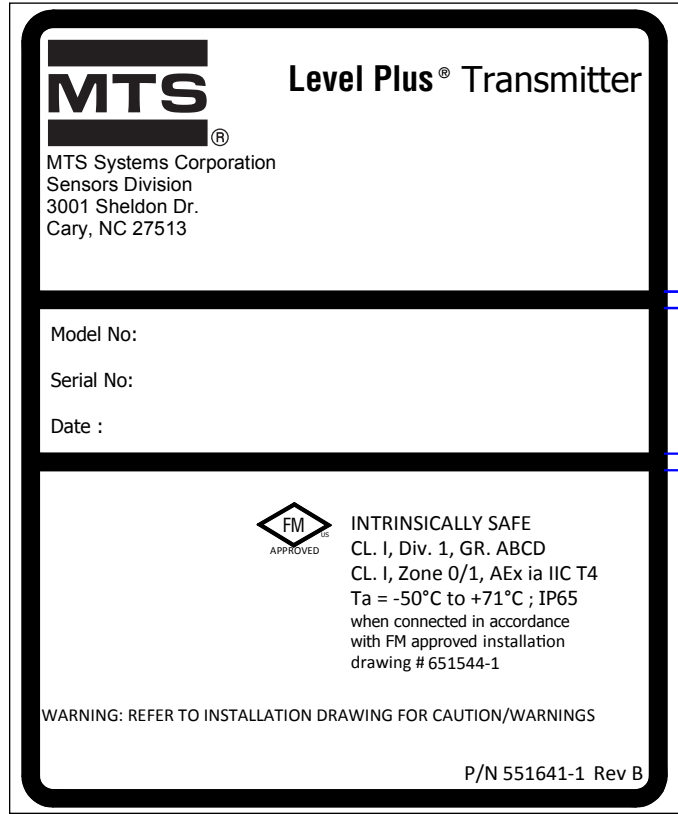 MTS
®
Level Plus® Transmitter
MTS Systems Corporation
Sensors Division
3001 Sheldon Dr.
Cary, NC 27513
Model No:
Serial No:
Date :
FM
us
APPROVED
INTRINSICALLY SAFE
CL. I, Div. 1, GR. ABCD
CL. I, Zone 0/1, AEx ia IIC T4
Ta = -50°C to +71°C ; IP65
when connected in accordance
with FM approved installation
drawing # 651544-1
WARNING: REFER TO INSTALLATION DRAWING FOR CAUTION/WARNINGS
P/N 551641-1 Rev B